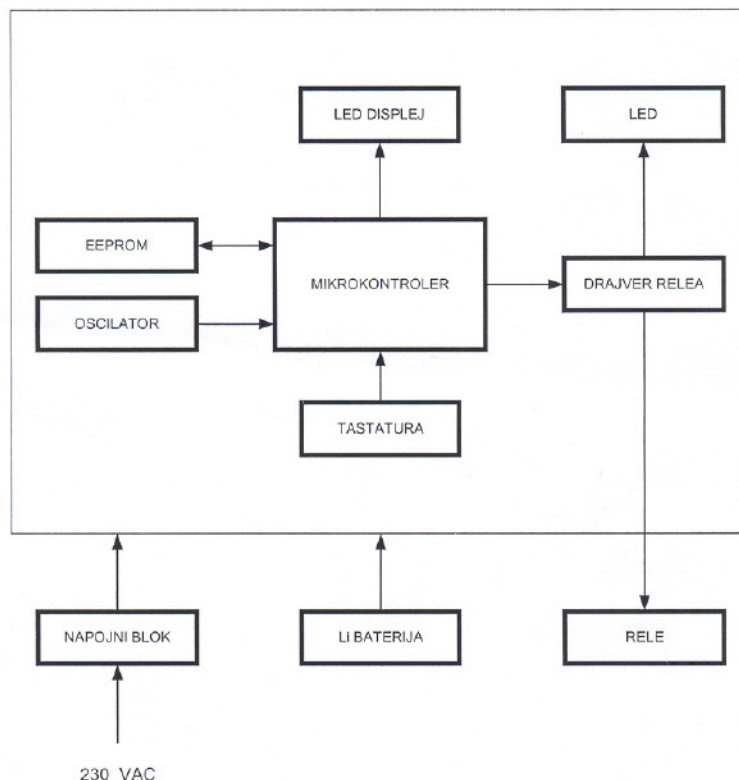 LED DISPLEJ
LED
EEPROM
MIKROKONTROLER
DRAJVER RELEA
OSCILATOR
TASTATURA
NAPOJNI BLOK
Li BATERIJA
RELE
230 VAC